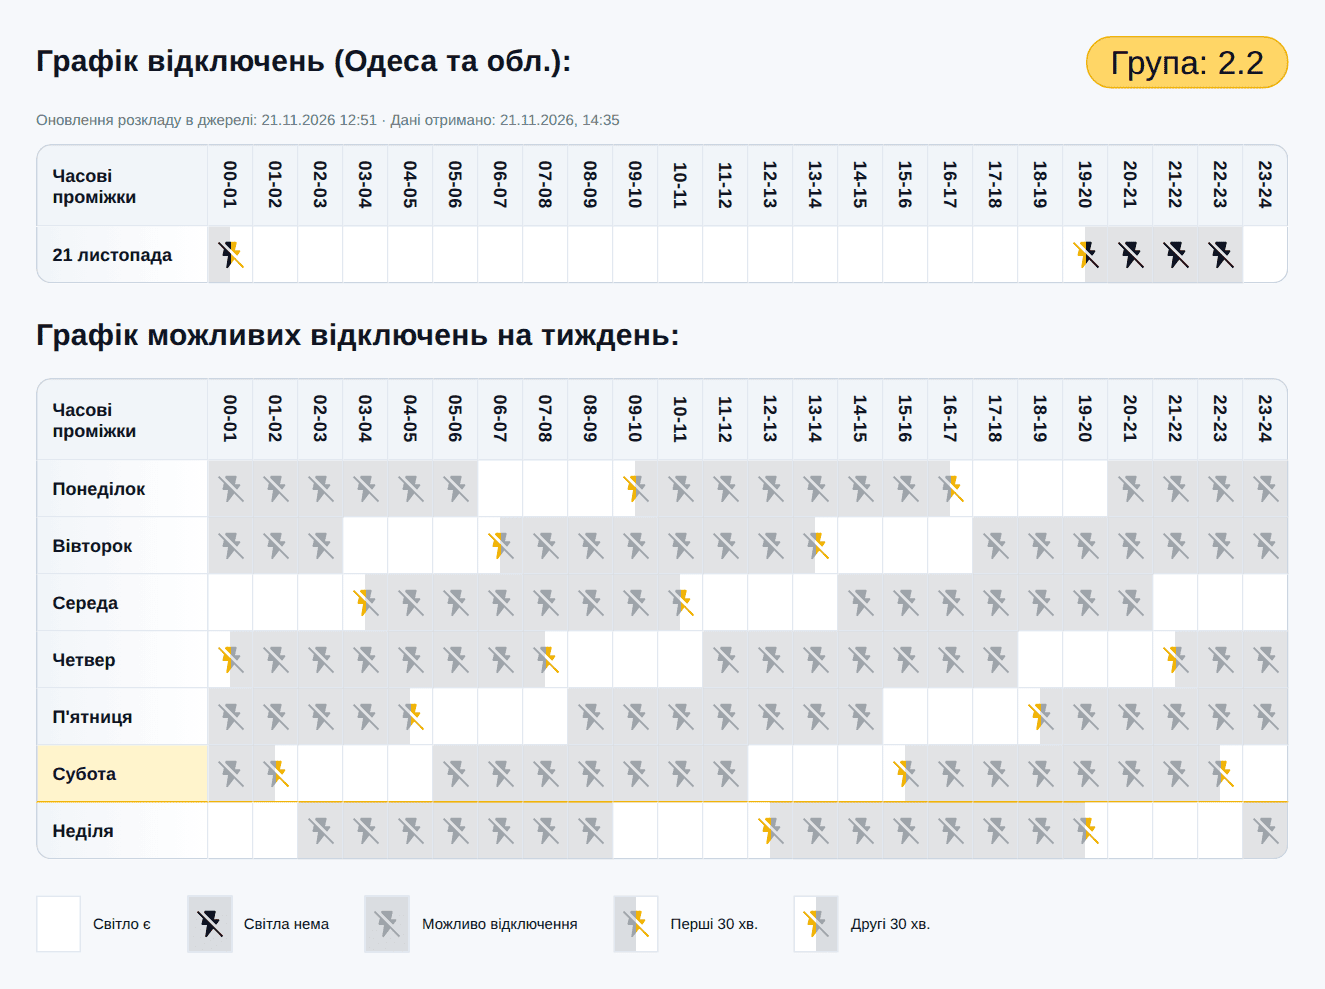 Графік відключень (Одеса та обл.):
Група: 2.2
Оновлення розкладу в джерелі: 21.11.2026 12:51 · Дані отримано: 21.11.2026, 14:35
Часові
проміжки
00-01 01-02 02-03 03-04 04-05 05-06 06-07 07-08 08-09 09-10 10-11 11-12 12-13 13-14 14-15 15-16 16-17 17-18 18-19 19-20 20-21 21-22 22-23 23-24
21 листопада
Графік можливих відключень на тиждень:
Часові
проміжки
00-01 01-02 02-03 03-04 04-05 05-06 06-07 07-08 08-09 09-10 10-11 11-12 12-13 13-14 14-15 15-16 16-17 17-18 18-19 19-20 20-21 21-22 22-23 23-24
Понеділок
Вівторок
Середа
Четвер
П'ятниця
Субота
Неділя
Світло є
Світла нема
Можливо відключення
Перші 30 хв.
Другі 30 хв.